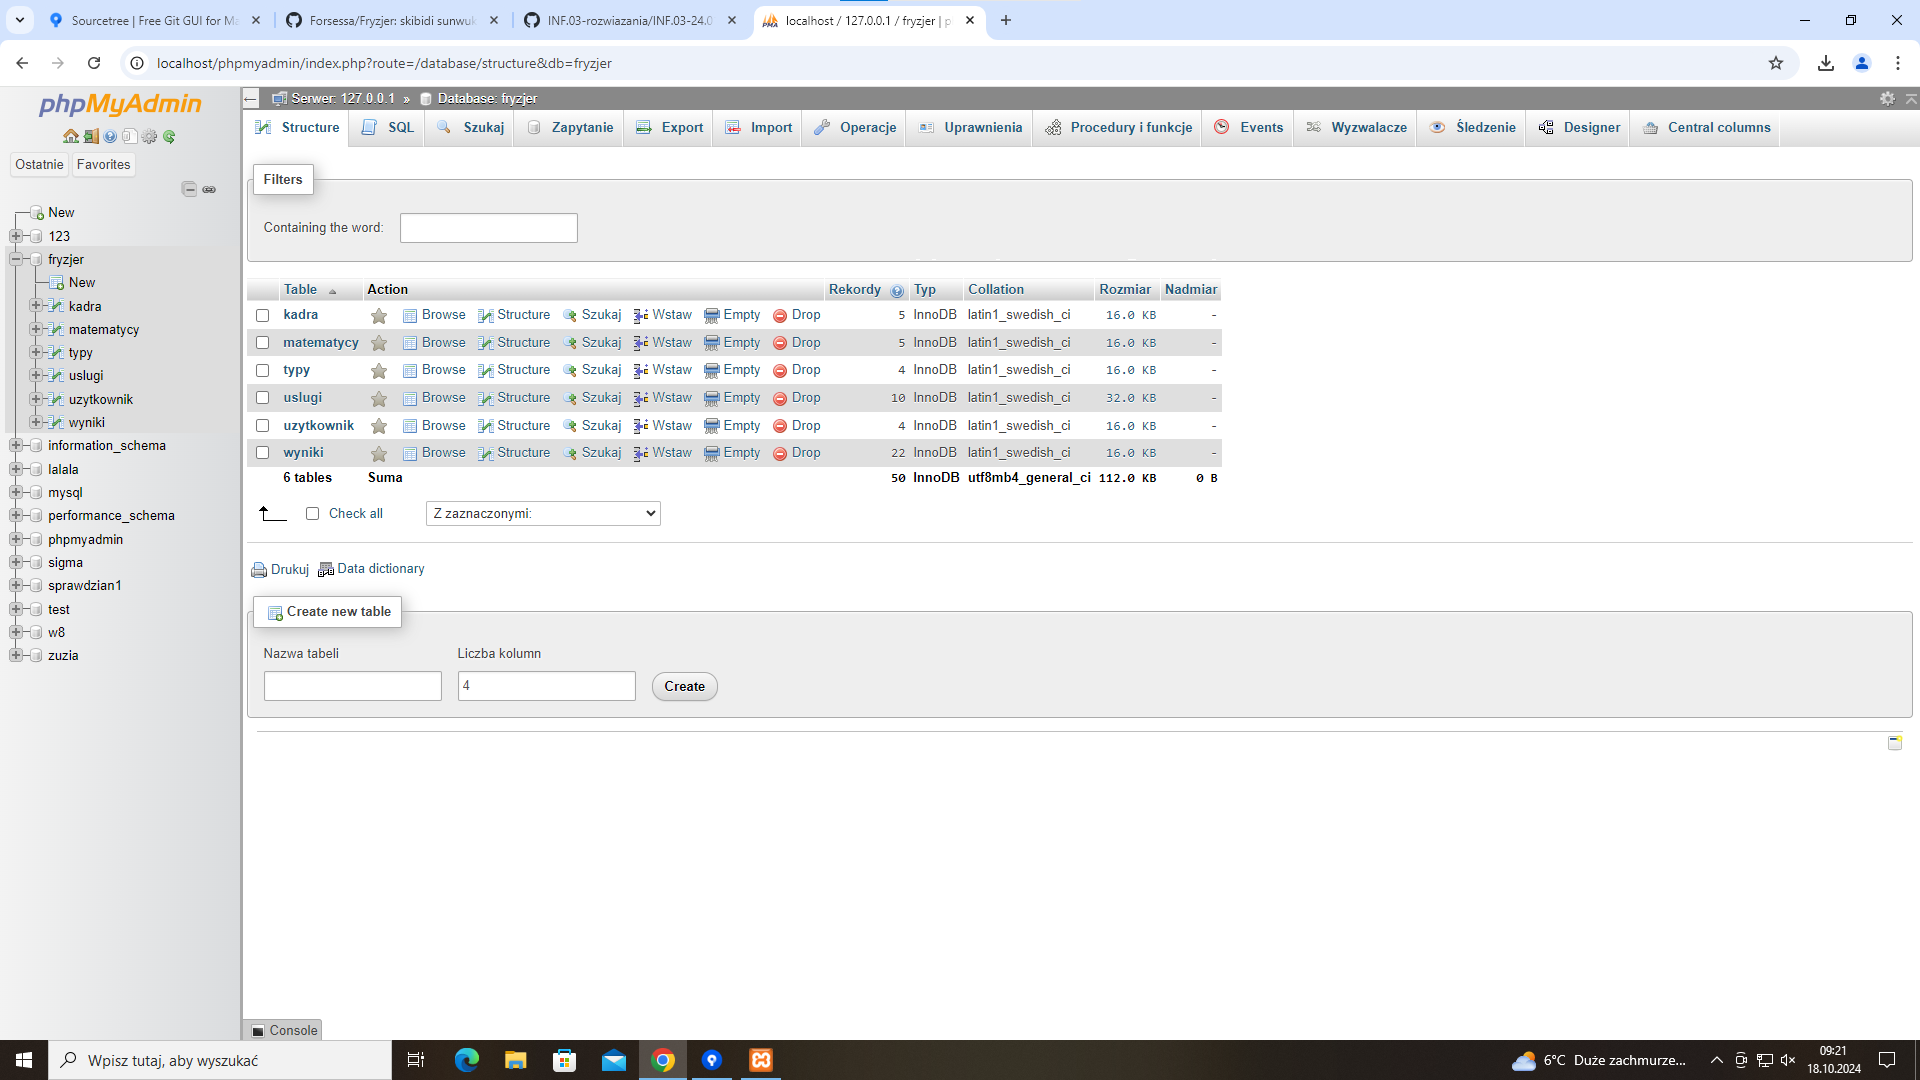 Sourcetree | Free Git GUI for Ma
Forsessa/Fryzjer: skibidi sunwuk
INF.03-rozwiazania/INF.03-24.0
localhost / 127.0.0.1 / fryzjer | p
localhost/phpmyadmin/index.php?route=/database/structure&db=fryzjer
phpMyAdmin
Ostatnie Favorites
New
123
fryzjer
New
kadra
matematycy
typy
uslugi
uzytkownik
wyniki
information_schema
lalala
mysql
performance_schema
phpmyadmin
sigma
sprawdzian1
test
w8
zuzia
Serwer: 127.0.0.1 » Database: fryzjer
Structure SQL Szukaj Zapytanie Export Import Operacje Uprawnienia Procedury i funkcje Events Wyzwalacze Śledzenie Designer Central columns
Filters
Containing the word:
Table Action Rekordy Typ Collation Rozmiar Nadmiar
kadra Browse Structure Szukaj Wstaw Empty Drop 5 InnoDB latin1_swedish_ci 16.0 KB -
matematycy Browse Structure Szukaj Wstaw Empty Drop 5 InnoDB latin1_swedish_ci 16.0 KB -
typy Browse Structure Szukaj Wstaw Empty Drop 4 InnoDB latin1_swedish_ci 16.0 KB -
uslugi Browse Structure Szukaj Wstaw Empty Drop 10 InnoDB latin1_swedish_ci 32.0 KB -
uzytkownik Browse Structure Szukaj Wstaw Empty Drop 4 InnoDB latin1_swedish_ci 16.0 KB -
wyniki Browse Structure Szukaj Wstaw Empty Drop 22 InnoDB latin1_swedish_ci 16.0 KB -
6 tables Suma 50 InnoDB utf8mb4_general_ci 112.0 KB 0 B
Check all Z zaznaczonymi:
Drukuj Data dictionary
Create new table
Nazwa tabeli Liczba kolumn
4 Create
Console
Wpisz tutaj, aby wyszukać
6°C Duże zachmurze...
09:21
18.10.2024